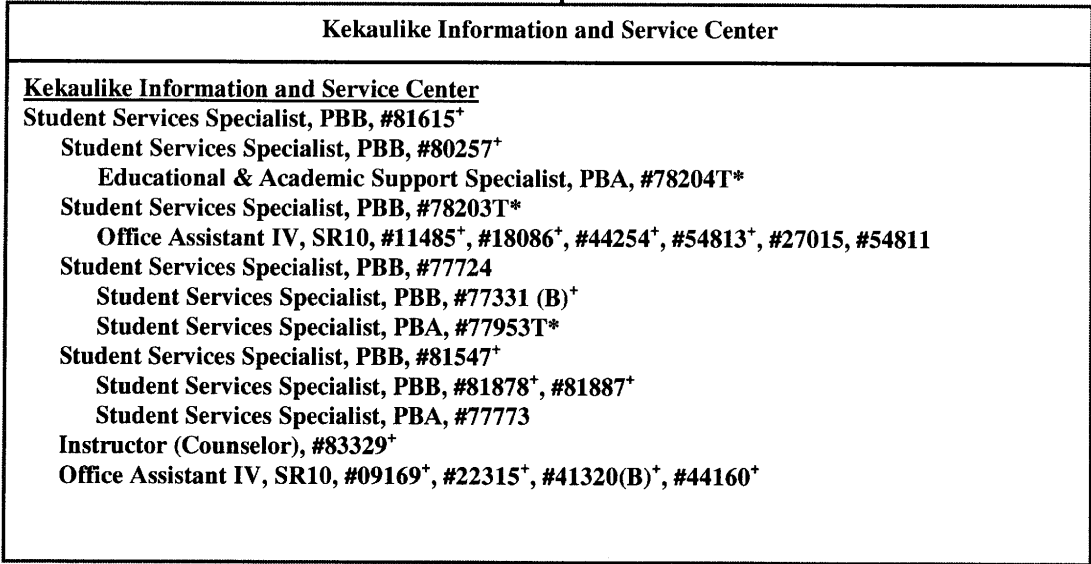 Kekaulike Information and Service Center
Kekaulike Information and Service Center
Student Services Specialist, PBB, #81615⁺
Student Services Specialist, PBB, #80257⁺
Educational & Academic Support Specialist, PBA, #78204T*
Student Services Specialist, PBB, #78203T*
Office Assistant IV, SR10, #11485⁺, #18086⁺, #44254⁺, #54813⁺, #27015, #54811
Student Services Specialist, PBB, #77724
Student Services Specialist, PBB, #77331 (B)⁺
Student Services Specialist, PBA, #77953T*
Student Services Specialist, PBB, #81547⁺
Student Services Specialist, PBB, #81878⁺, #81887⁺
Student Services Specialist, PBA, #77773
Instructor (Counselor), #83329⁺
Office Assistant IV, SR10, #09169⁺, #22315⁺, #41320(B)⁺, #44160⁺